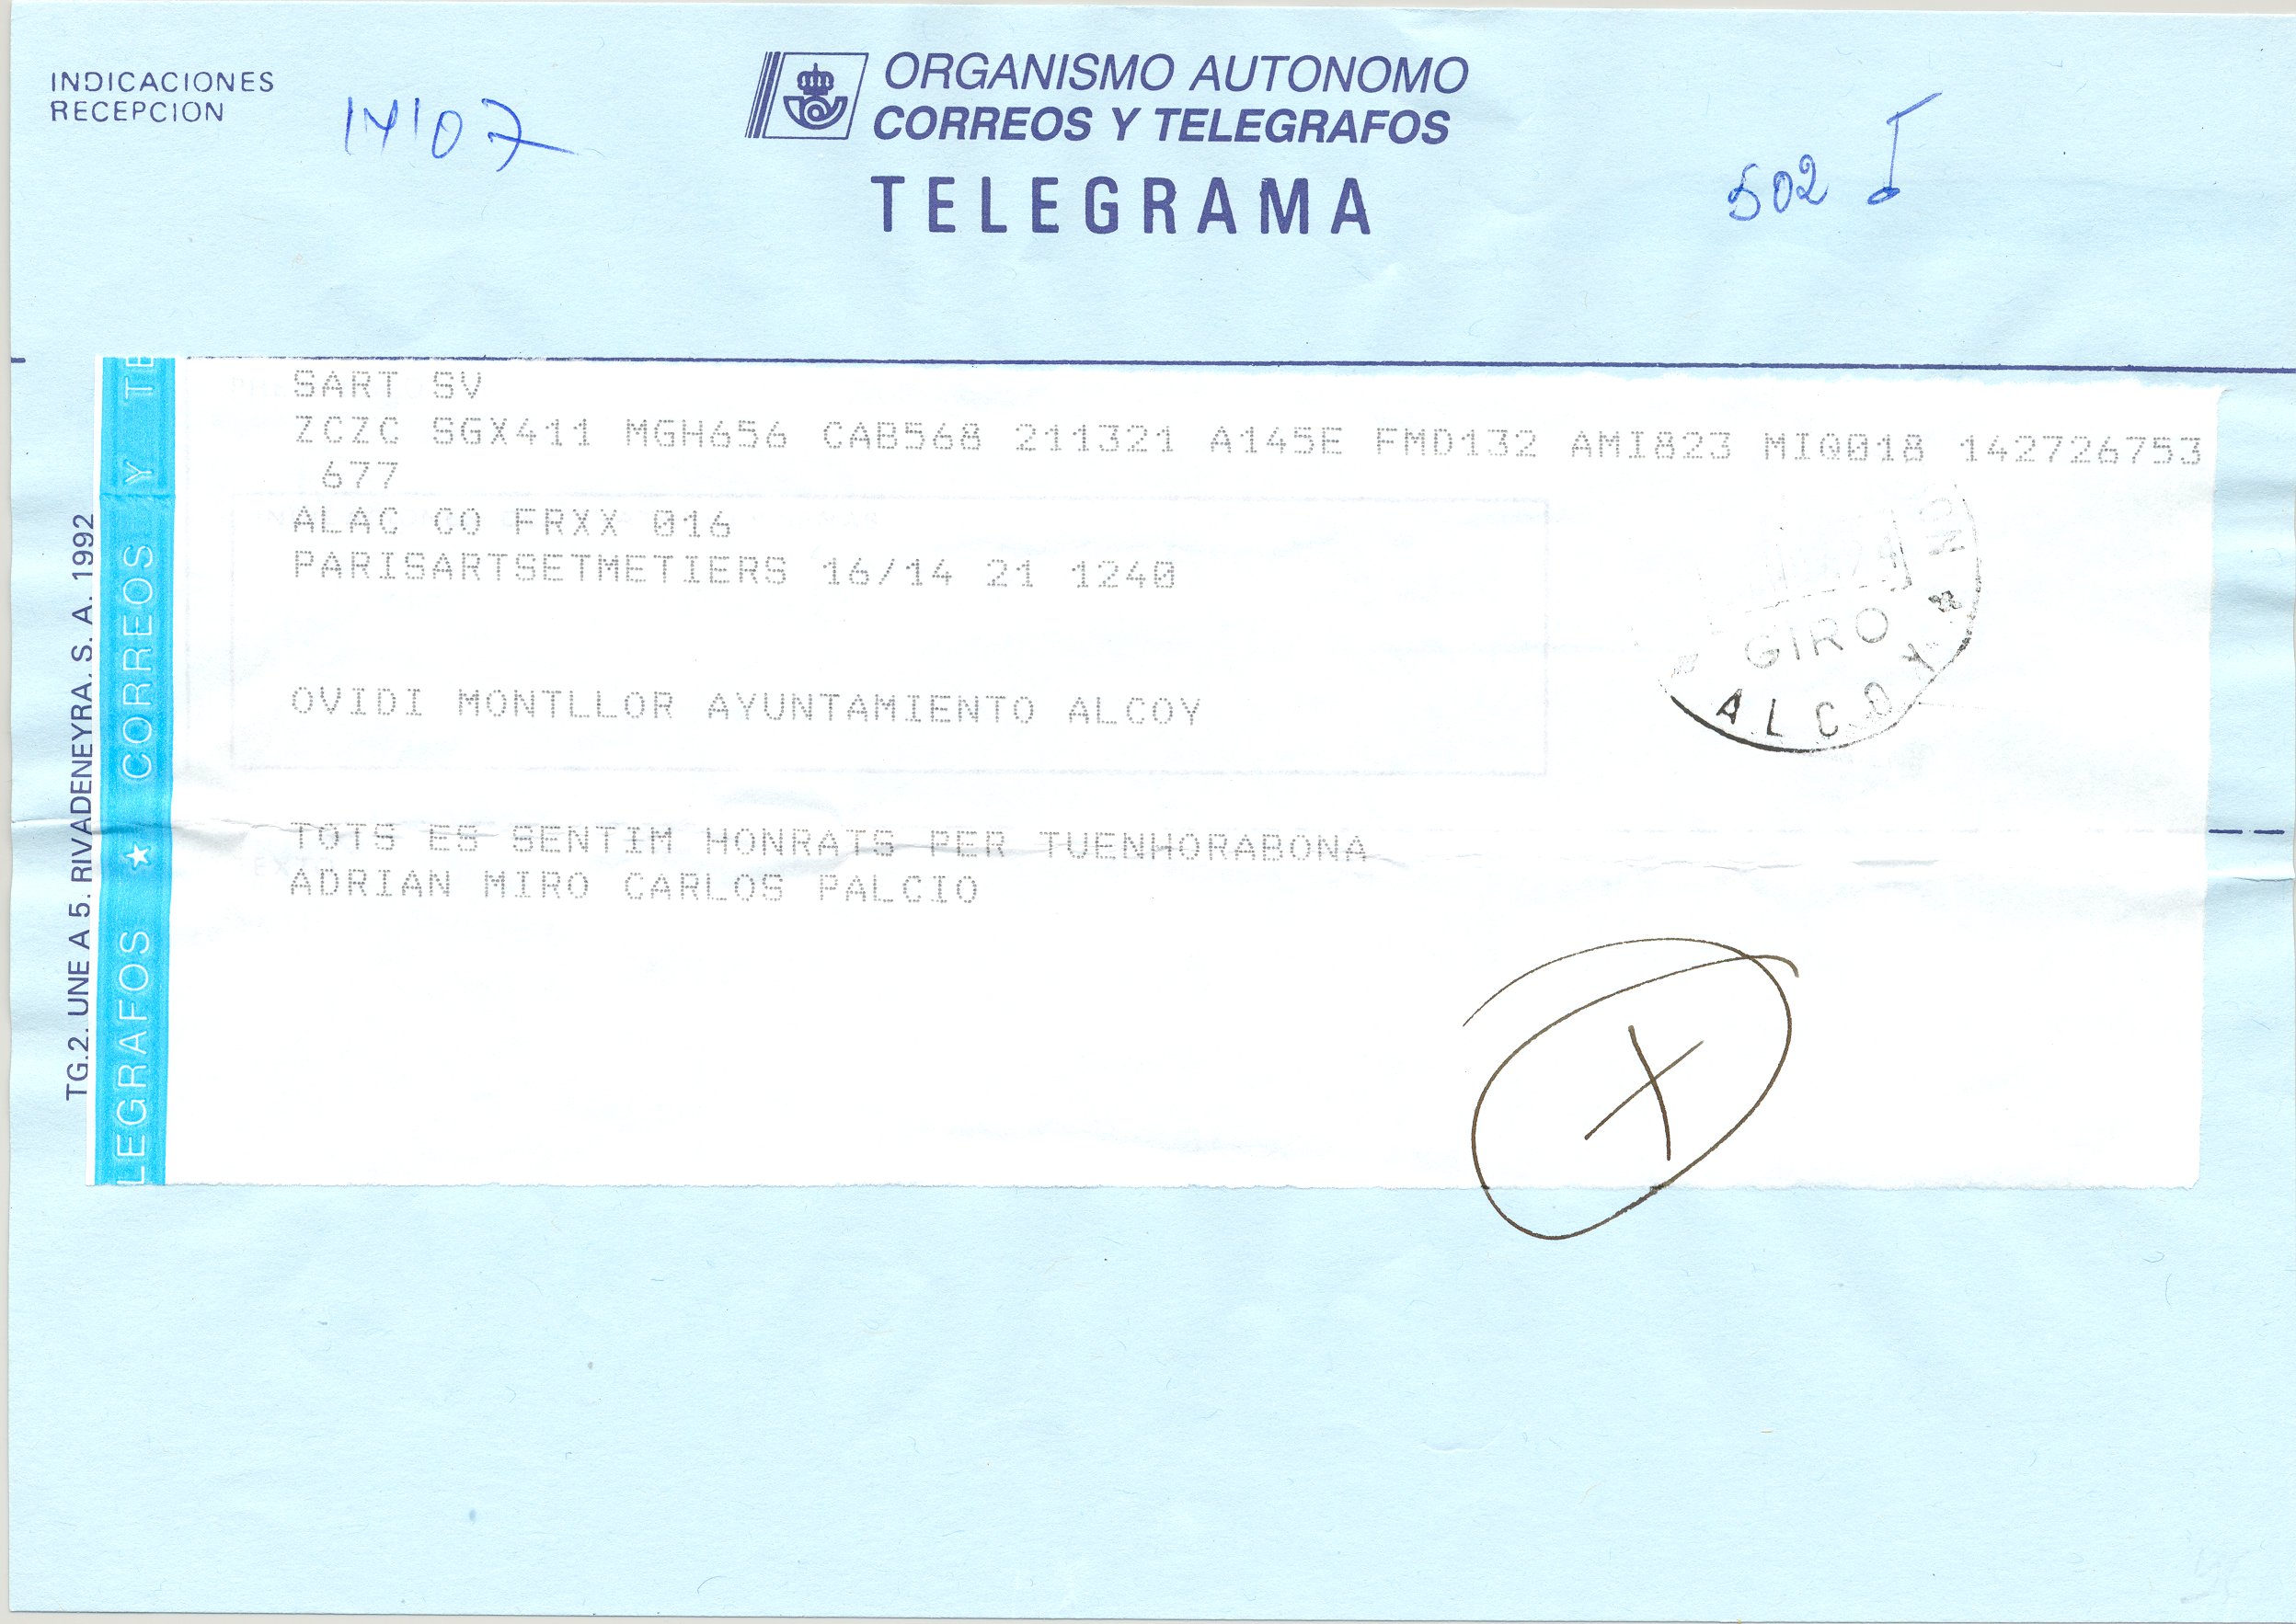 INDICACIONES
RECEPCION
14'07
ORGANISMO AUTONOMO
CORREOS Y TELEGRAFOS
TELEGRAMA
502
SART SV
ZCZC SGX411 MGH656 CAB568 211321 A145E FMD132 AMI823 MIQ018 142726753
677
ALAC CO FRXX 016
PARISARTSETMETIERS 16/14 21 1240
OVIDI MONTLLOR AYUNTAMIENTO ALCOY
TOTS ES SENTIM HONRATS PER TUENHORABONA
ADRIAN MIRO CARLOS PALCIO
GIRO
ALCOY
TG.2. UNE A 5. RIVADENEYRA, S. A. 1992
LEGRAFOS ★ CORREOS Y TE